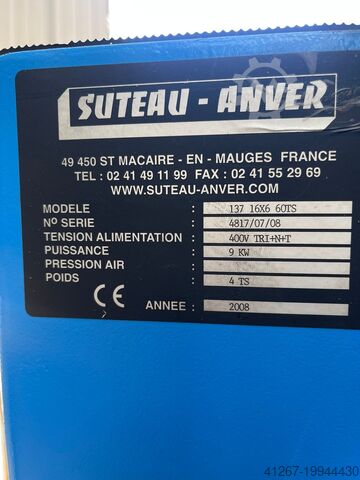 SUTEAU - ANVER
49 450 ST MACAIRE - EN - MAUGES FRANCE
TEL : 02 41 49 11 99 FAX : 02 41 55 29 69
WWW.SUTEAU-ANVER.COM
MODELE : 137 16X6 60TS
Nº SERIE : 4817/07/08
TENSION ALIMENTATION : 400V TRI+N+T
PUISSANCE : 9 KW
PRESSION AIR :
POIDS : 4 TS
CE ANNEE : 2008
41267-19944430